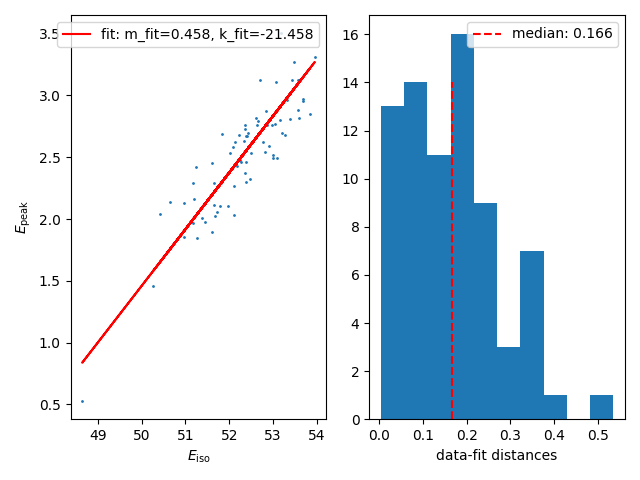 fit: m_fit=0.458, k_fit=-21.458
3.5
3.0
2.5
2.0
1.5
1.0
0.5
E_peak
49 50 51 52 53 54
E_iso
median: 0.166
16
14
12
10
8
6
4
2
0
0.0 0.1 0.2 0.3 0.4 0.5
data-fit distances